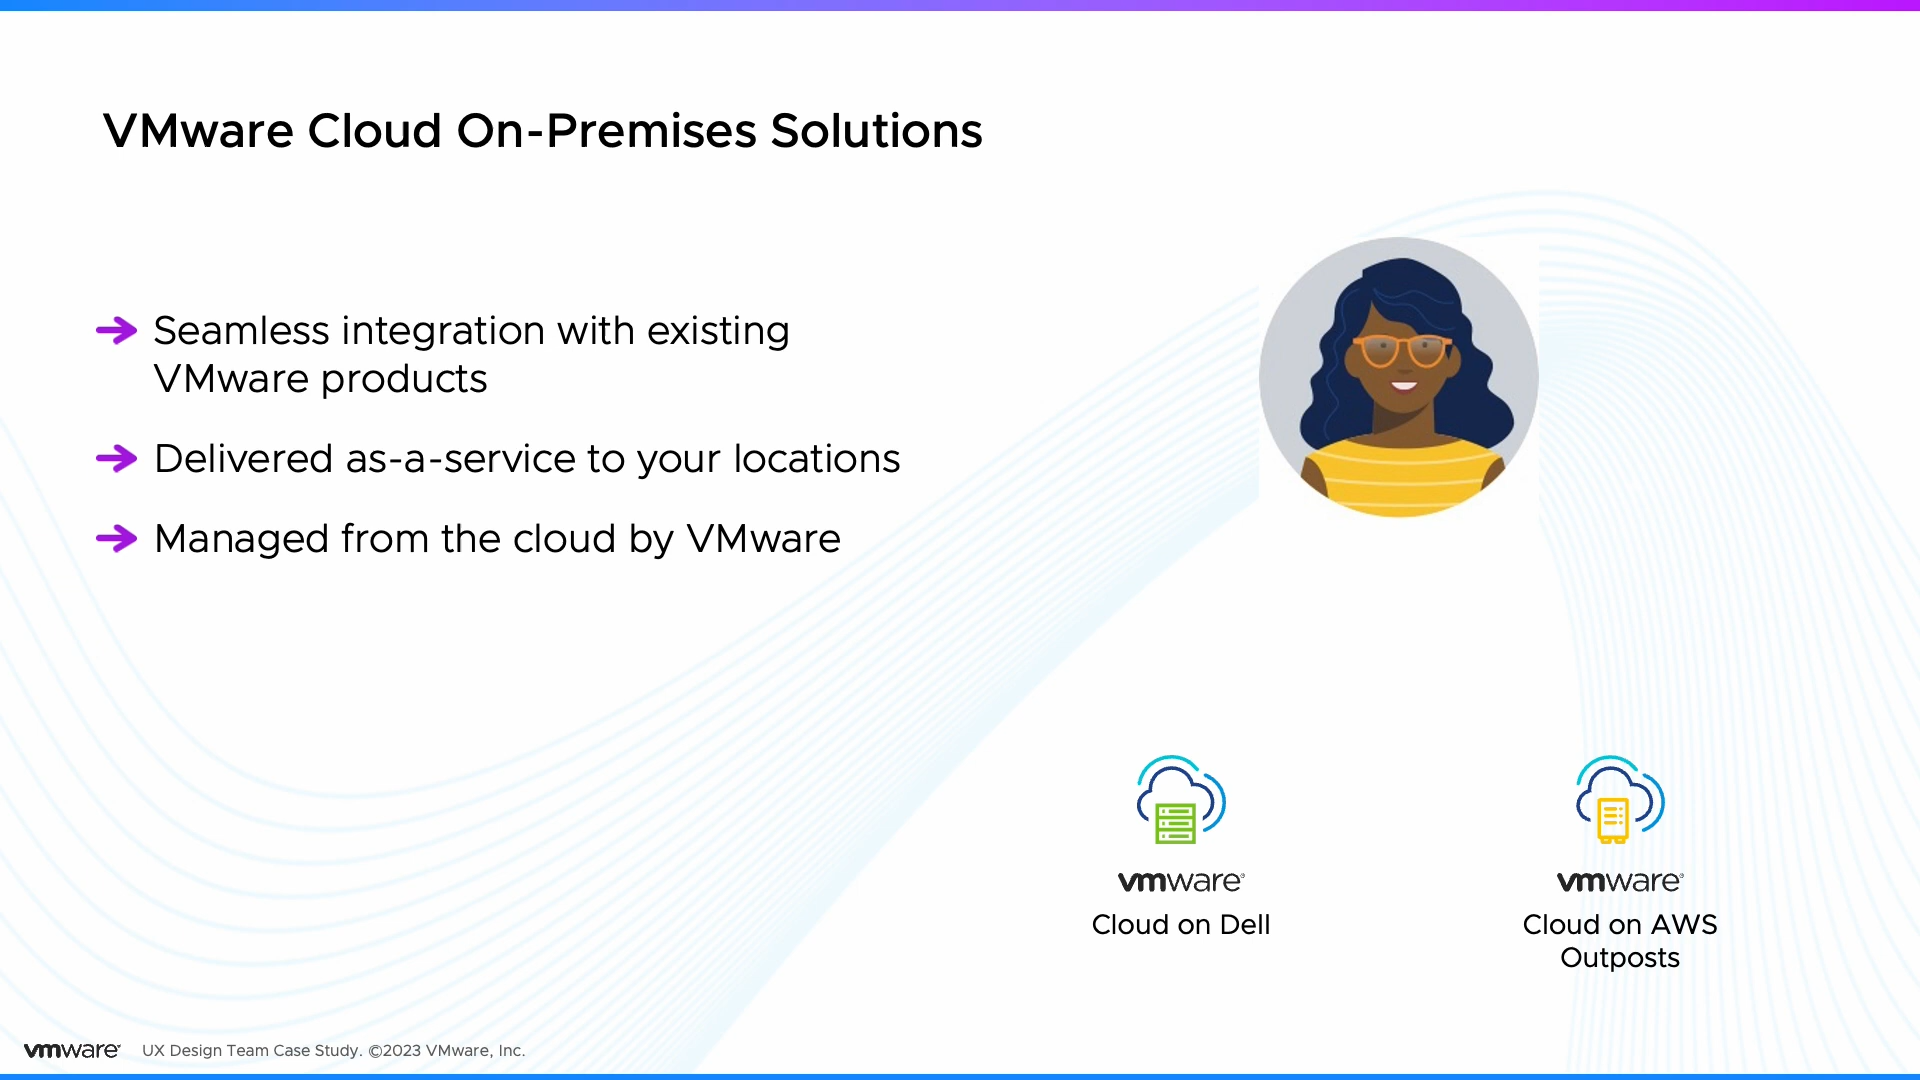 VMware Cloud On-Premises Solutions
Seamless integration with existing
VMware products
Delivered as-a-service to your locations
Managed from the cloud by VMware
vmware®
Cloud on Dell
vmware®
Cloud on AWS
Outposts
vmware® UX Design Team Case Study. ©2023 VMware, Inc.